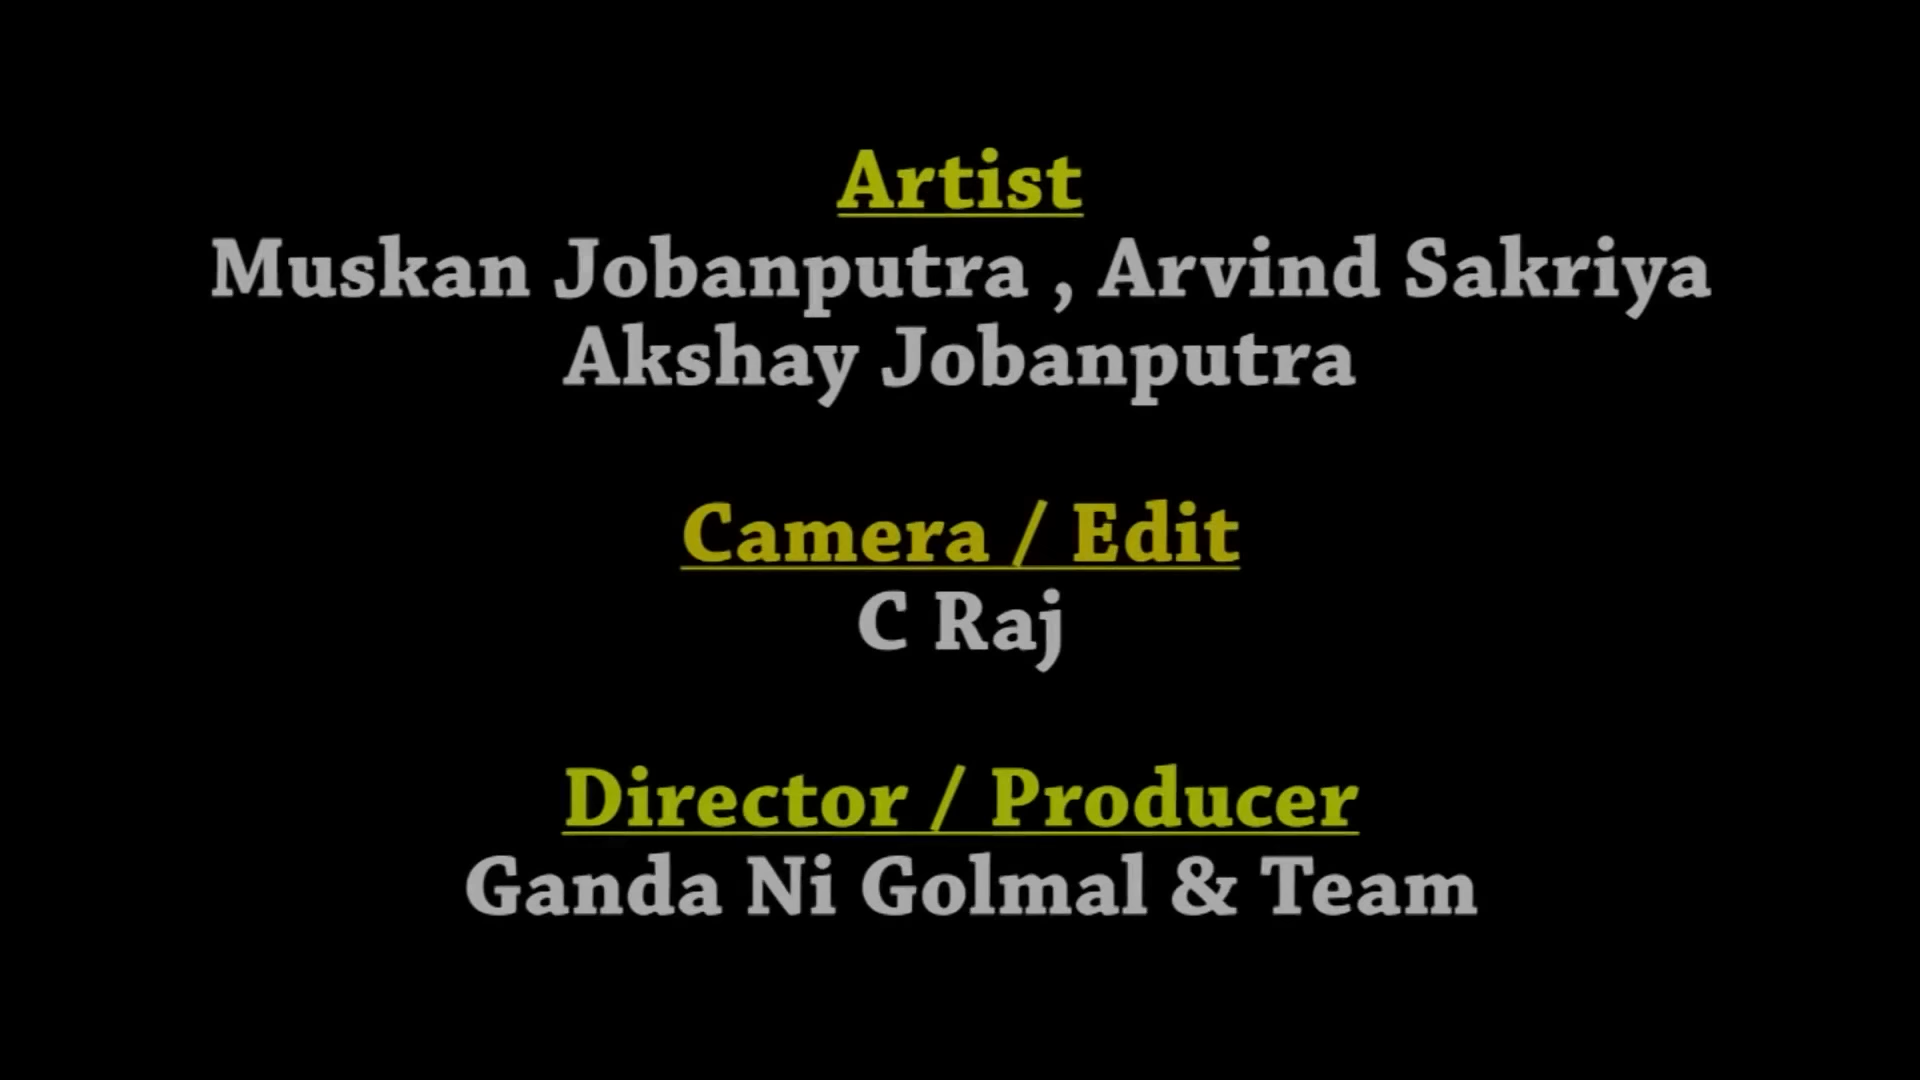 Artist
Muskan Jobanputra , Arvind Sakriya
Akshay Jobanputra
Camera / Edit
C Raj
Director / Producer
Ganda Ni Golmal & Team